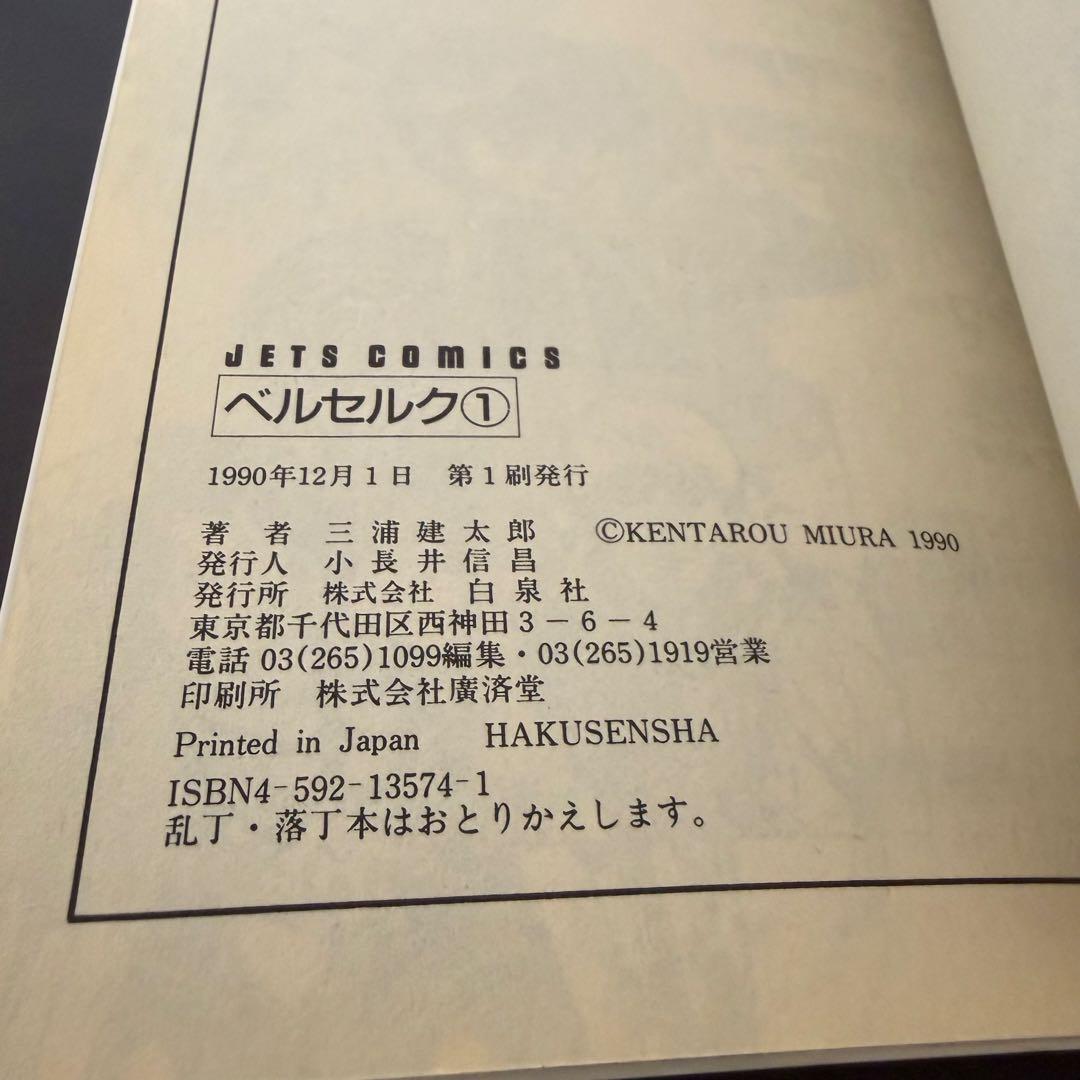 JETS COMICS
ベルセルク①
1990年12月1日 第1刷発行
著者 三浦建太郎 ©KENTAROU MIURA 1990
発行人 小長井信昌
発行所 株式会社 白泉社
東京都千代田区西神田3-6-4
電話 03(265)1099編集・03(265)1919営業
印刷所 株式会社廣済堂
Printed in Japan HAKUSENSHA
ISBN4-592-13574-1
乱丁・落丁本はおとりかえします。